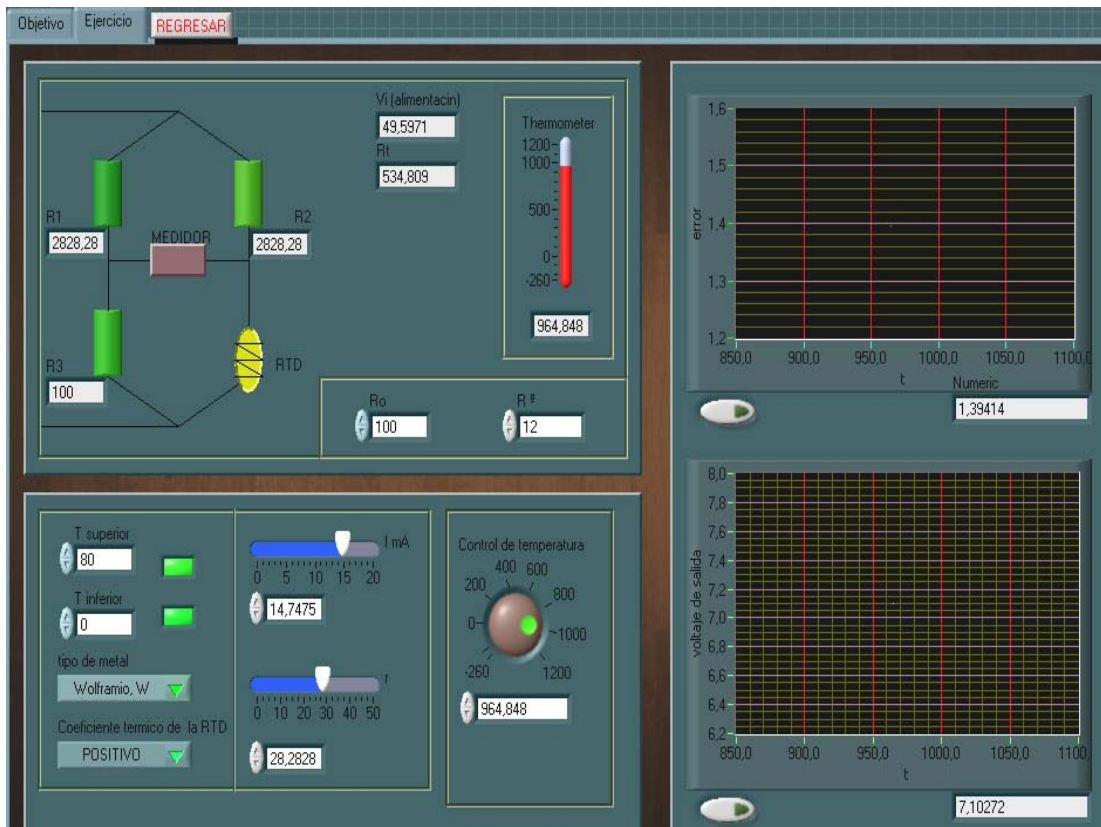 Objetivo
Ejercicio
REGRESAR
Vi (alimentacin)
49,5971
Rt
534,809
Thermometer
1200
1000
500
0
-260
964,848
R1
2828,28
MEDIDOR
R2
2828,28
R3
100
RTD
Ro
100
R º
12
T superior
80
T inferior
0
tipo de metal
Wolframio, W
Coeficiente termico de la RTD
POSITIVO
I mA
0 5 10 15 20
14,7475
r
0 10 20 30 40 50
28,2828
Control de temperatura
400 600
200 800
0 1000
-260 1200
964,848
1,6
1,5
1,4
1,3
1,2
error
850,0 900,0 950,0 1000,0 1050,0 1100,0
t
Numeric
1,39414
8,0
7,8
7,6
7,4
7,2
7,0
6,8
6,6
6,4
6,2
voltaje de salida
850,0 900,0 950,0 1000,0 1050,0 1100,
t
7,10272